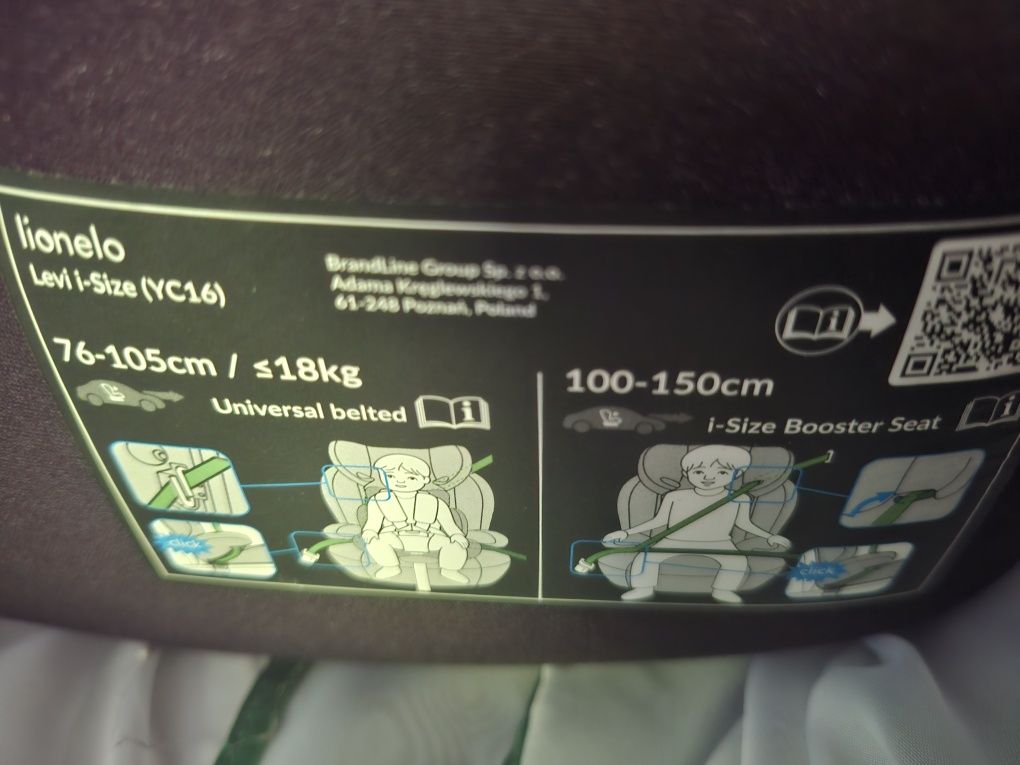 lionelo
Levi i-Size (YC16)
BrandLine Group Sp. z o.o.
Adama Kręglewskiego 1,
61-248 Poznań, Poland
76-105cm / ≤18kg
Universal belted
click
100-150cm
i-Size Booster Seat
click